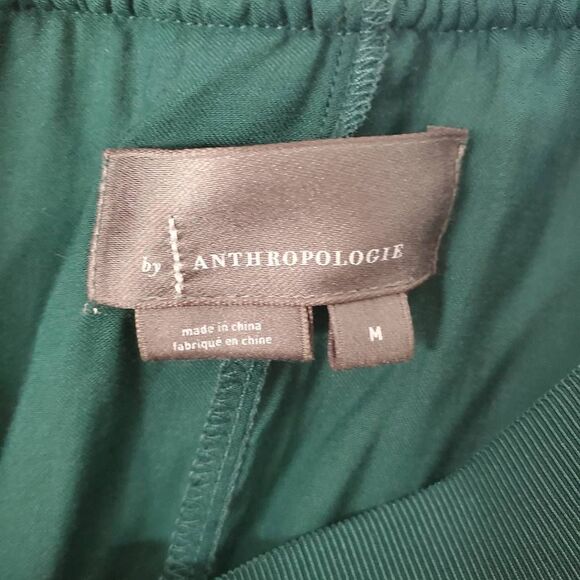 by ANTHROPOLOGIE
made in china
fabriqué en chine
M